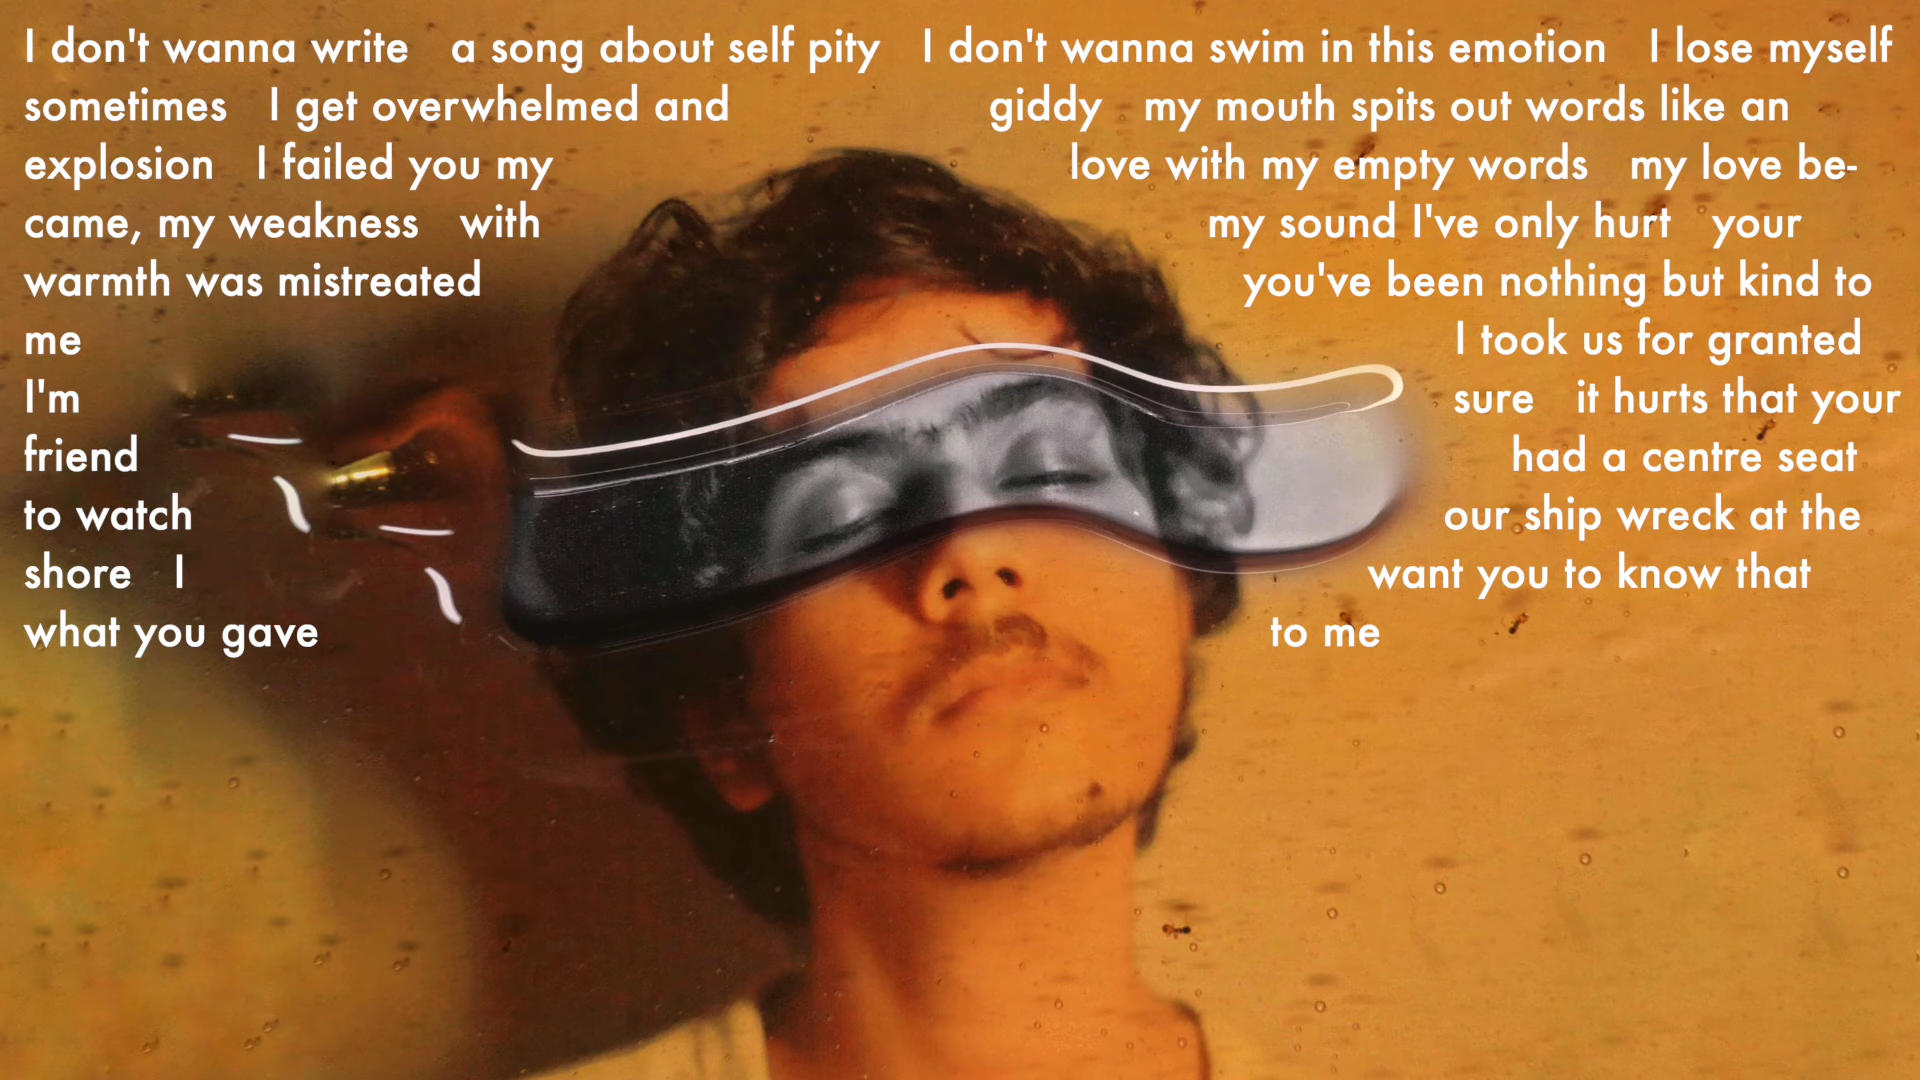 I don't wanna write a song about self pity I don't wanna swim in this emotion I lose myself
sometimes I get overwhelmed and giddy my mouth spits out words like an
explosion I failed you my love with my empty words my love be-
came, my weakness with my sound I've only hurt your
warmth was mistreated you've been nothing but kind to
me I took us for granted
I'm sure it hurts that your
friend had a centre seat
to watch our ship wreck at the
shore I want you to know that
what you gave to me